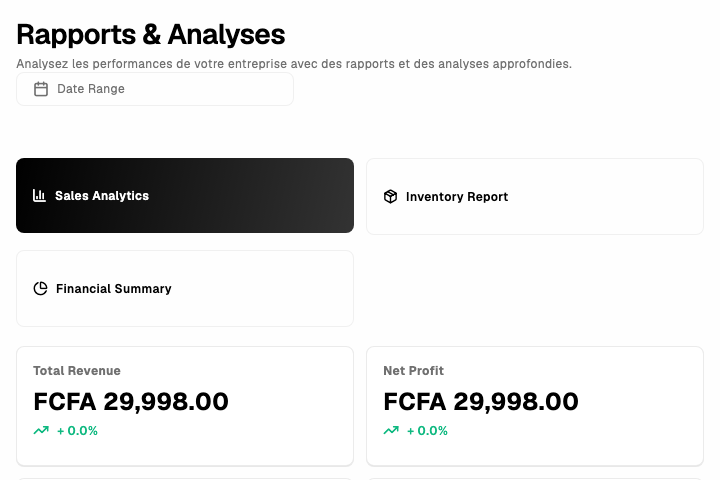 Rapports & Analyses
Analysez les performances de votre entreprise avec des rapports et des analyses approfondies.
Date Range
Sales Analytics
Inventory Report
Financial Summary
Total Revenue
FCFA 29,998.00
+ 0.0%
Net Profit
FCFA 29,998.00
+ 0.0%